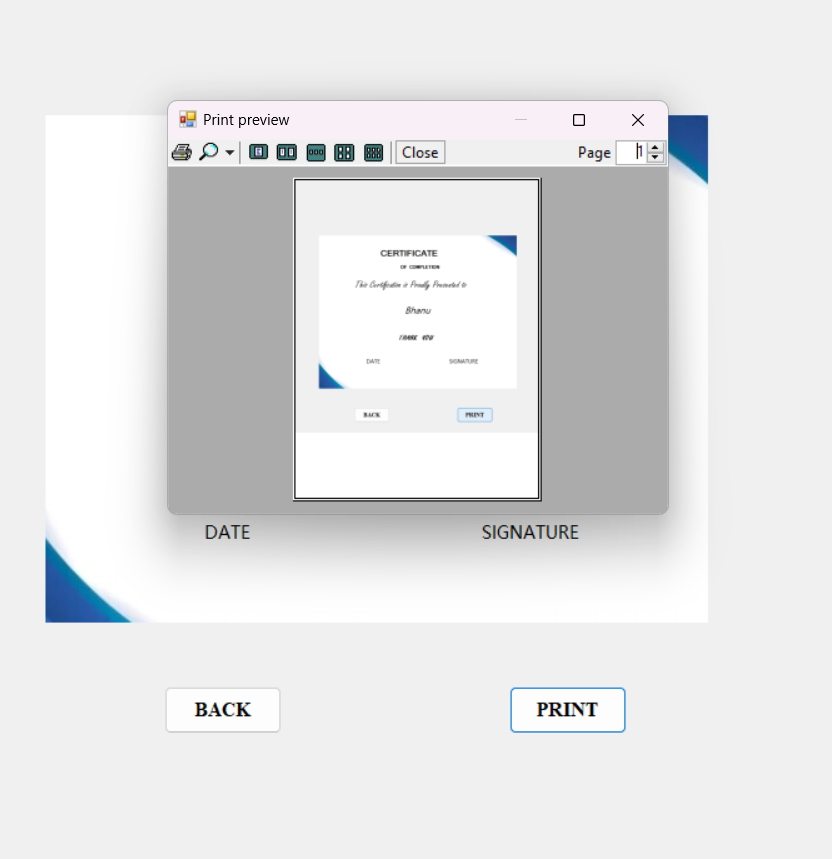 Print preview
Close Page 1
CERTIFICATE
OF COMPLETION
This Certification is Proudly Presented to
Bhanu
THANK YOU
DATE SIGNATURE
BACK PRINT
DATE SIGNATURE
BACK PRINT